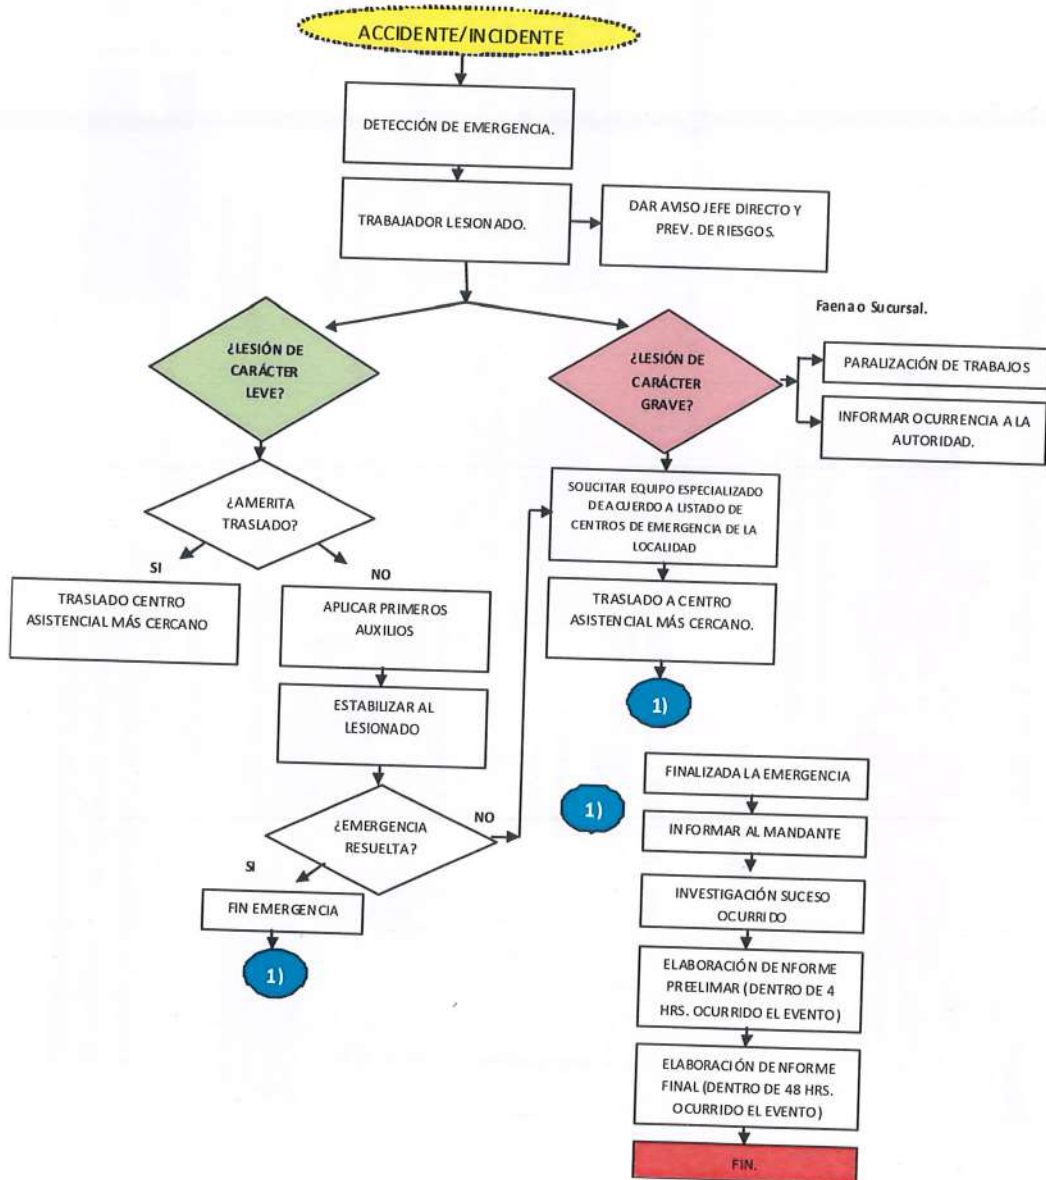 ACCIDENTE/INCIDENTE
DETECCIÓN DE EMERGENCIA.
TRABAJADOR LESIONADO.
DAR AVISO JEFE DIRECTO Y
PREV. DE RIESGOS.
Faena o Sucursal.
¿LESIÓN DE
CARÁCTER
LEVE?
¿LESIÓN DE
CARÁCTER
GRAVE?
PARALIZACIÓN DE TRABAJOS
INFORMAR OCURRENCIA A LA
AUTORIDAD.
¿AMERITA
TRASLADO?
SI
NO
TRASLADO CENTRO
ASISTENCIAL MÁS CERCANO
APLICAR PRIMEROS
AUXILIOS
ESTABILIZAR AL
LESIONADO
¿EMERGENCIA
RESUELTA?
NO
SI
FIN EMERGENCIA
1)
SOLICITAR EQUIPO ESPECIALIZADO
DE ACUERDO A LISTADO DE
CENTROS DE EMERGENCIA DE LA
LOCALIDAD
TRASLADO A CENTRO
ASISTENCIAL MÁS CERCANO.
1)
1)
FINALIZADA LA EMERGENCIA
INFORMAR AL MANDANTE
INVESTIGACIÓN SUCESO
OCURRIDO
ELABORACIÓN DE NFORME
PREELIMAR (DENTRO DE 4
HRS. OCURRIDO EL EVENTO)
ELABORACIÓN DE NFORME
FINAL (DENTRO DE 48 HRS.
OCURRIDO EL EVENTO)
FIN.